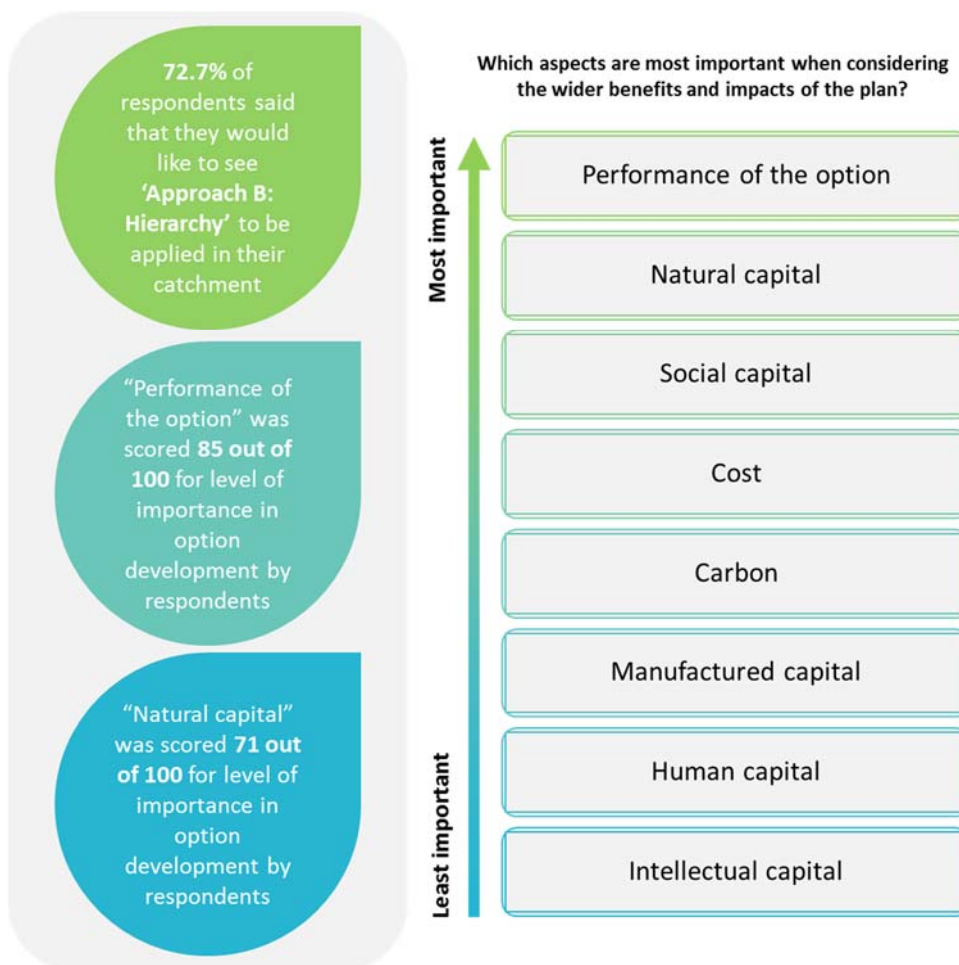 72.7% of
respondents said
that they would
like to see
‘Approach B:
Hierarchy’ to be
applied in their
catchment
“Performance of
the option” was
scored 85 out of
100 for level of
importance in
option
development by
respondents
“Natural capital”
was scored 71 out
of 100 for level of
importance in
option
development by
respondents
Which aspects are most important when considering
the wider benefits and impacts of the plan?
Most important
Least important
Performance of the option
Natural capital
Social capital
Cost
Carbon
Manufactured capital
Human capital
Intellectual capital